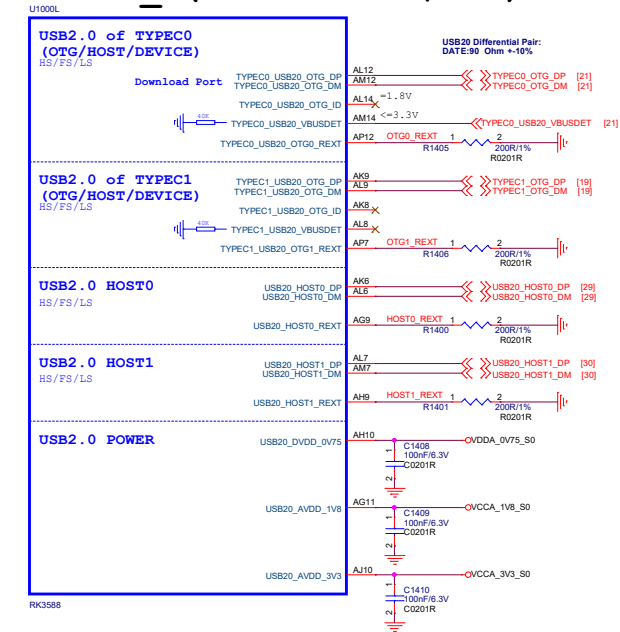 U1000L
USB2.0 of TYPEC0
(OTG/HOST/DEVICE)
HS/FS/LS
USB20 Differential Pair:
DATE:90 Ohm +-10%
Download Port
TYPEC0_USB20_OTG_DP AL12 TYPEC0_OTG_DP [21]
TYPEC0_USB20_OTG_DM AM12 TYPEC0_OTG_DM [21]
TYPEC0_USB20_OTG_ID AL14 =1.8V
40K TYPEC0_USB20_VBUSDET AM14 <=3.3V TYPEC0_USB20_VBUSDET [21]
TYPEC0_USB20_OTG0_REXT AP12 OTG0_REXT 1 2
R1405 200R/1%
R0201R
USB2.0 of TYPEC1
(OTG/HOST/DEVICE)
HS/FS/LS
TYPEC1_USB20_OTG_DP AK9 TYPEC1_OTG_DP [19]
TYPEC1_USB20_OTG_DM AL9 TYPEC1_OTG_DM [19]
TYPEC1_USB20_OTG_ID AK8
40K TYPEC1_USB20_VBUSDET AL8
TYPEC1_USB20_OTG1_REXT AP7 OTG1_REXT 1 2
R1406 200R/1%
R0201R
USB2.0 HOST0
HS/FS/LS
USB20_HOST0_DP AK6 USB20_HOST0_DP [29]
USB20_HOST0_DM AL6 USB20_HOST0_DM [29]
USB20_HOST0_REXT AG9 HOST0_REXT 1 2
R1400 200R/1%
R0201R
USB2.0 HOST1
HS/FS/LS
USB20_HOST1_DP AL7 USB20_HOST1_DP [30]
USB20_HOST1_DM AM7 USB20_HOST1_DM [30]
USB20_HOST1_REXT AH9 HOST1_REXT 1 2
R1401 200R/1%
R0201R
USB2.0 POWER
USB20_DVDD_0V75 AH10 VDDA_0V75_S0
1 C1408
100nF/6.3V
2 C0201R
USB20_AVDD_1V8 AG11 VCCA_1V8_S0
1 C1409
100nF/6.3V
2 C0201R
USB20_AVDD_3V3 AJ10 VCCA_3V3_S0
1 C1410
100nF/6.3V
2 C0201R
RK3588